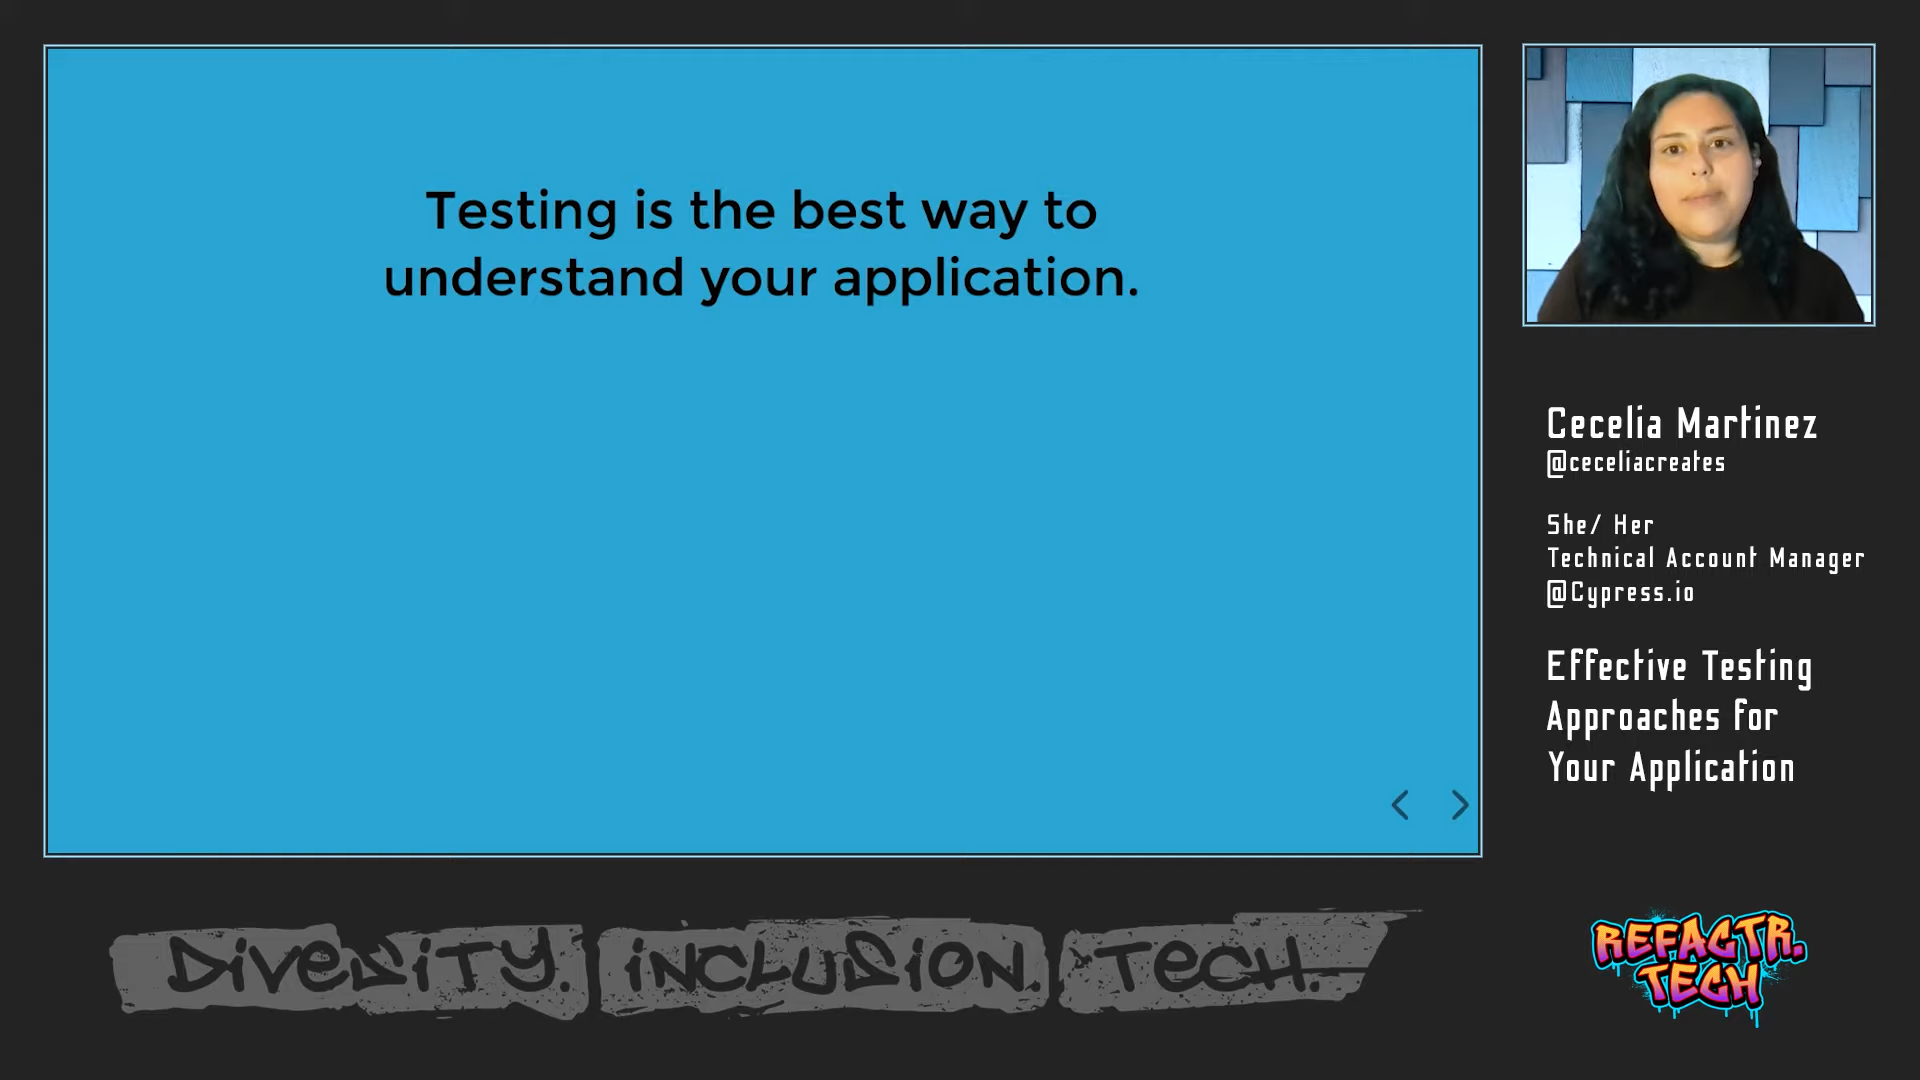 Testing is the best way to
understand your application.
Cecelia Martinez
@ceceliacreates
She/ Her
Technical Account Manager
@Cypress.io
Effective Testing
Approaches for
Your Application
DIVERSITY. INCLUSION. TECH.
REFACTR.
TECH